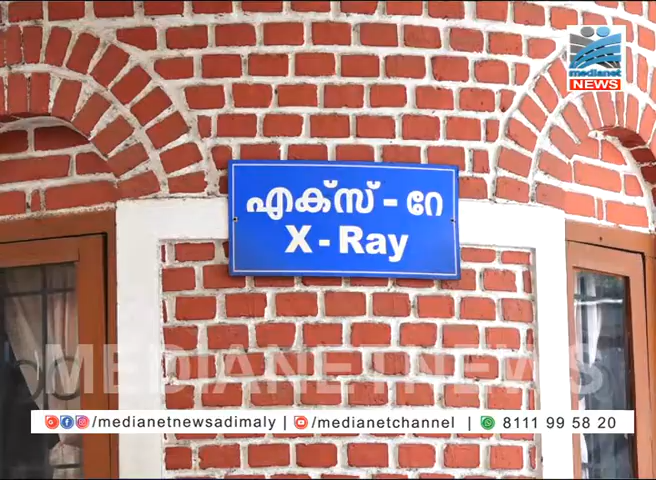 medianet
NEWS
എക്സ് - റേ
X - Ray
MEDIANET NEWS
/medianetnewsadimaly | /medianetchannel | 8111 99 58 20